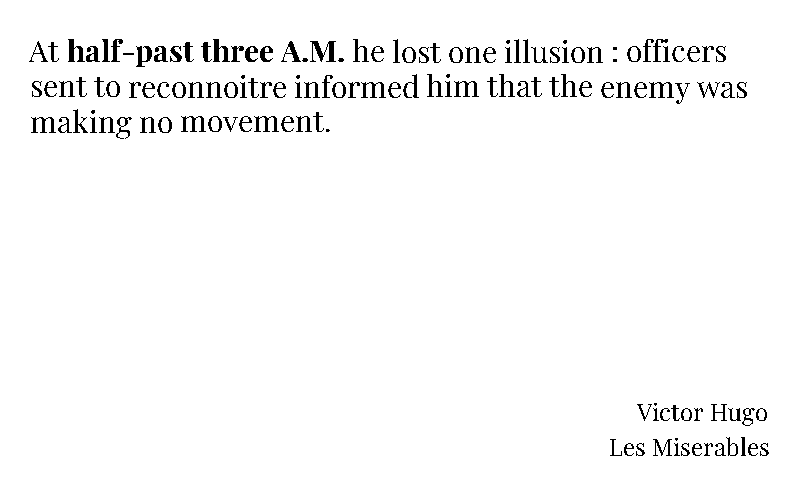 At half-past three A.M. he lost one illusion : officers
sent to reconnoitre informed him that the enemy was
making no movement.
Victor Hugo
Les Miserables